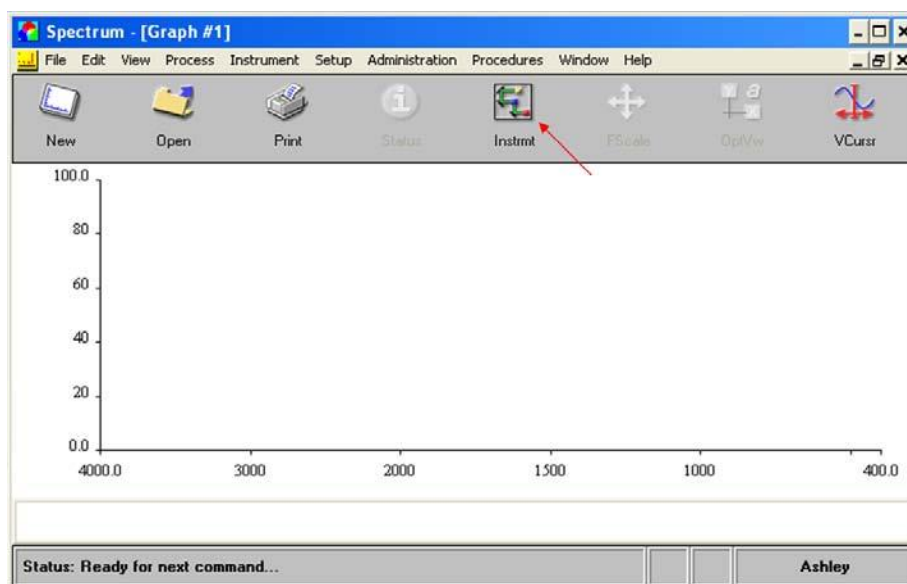 Spectrum - [Graph #1]
File Edit View Process Instrument Setup Administration Procedures Window Help
New Open Print Status Instrmt FScale OptVw VCursr
100.0
80
60
40
20
0.0
4000.0 3000 2000 1500 1000 400.0
Status: Ready for next command... Ashley